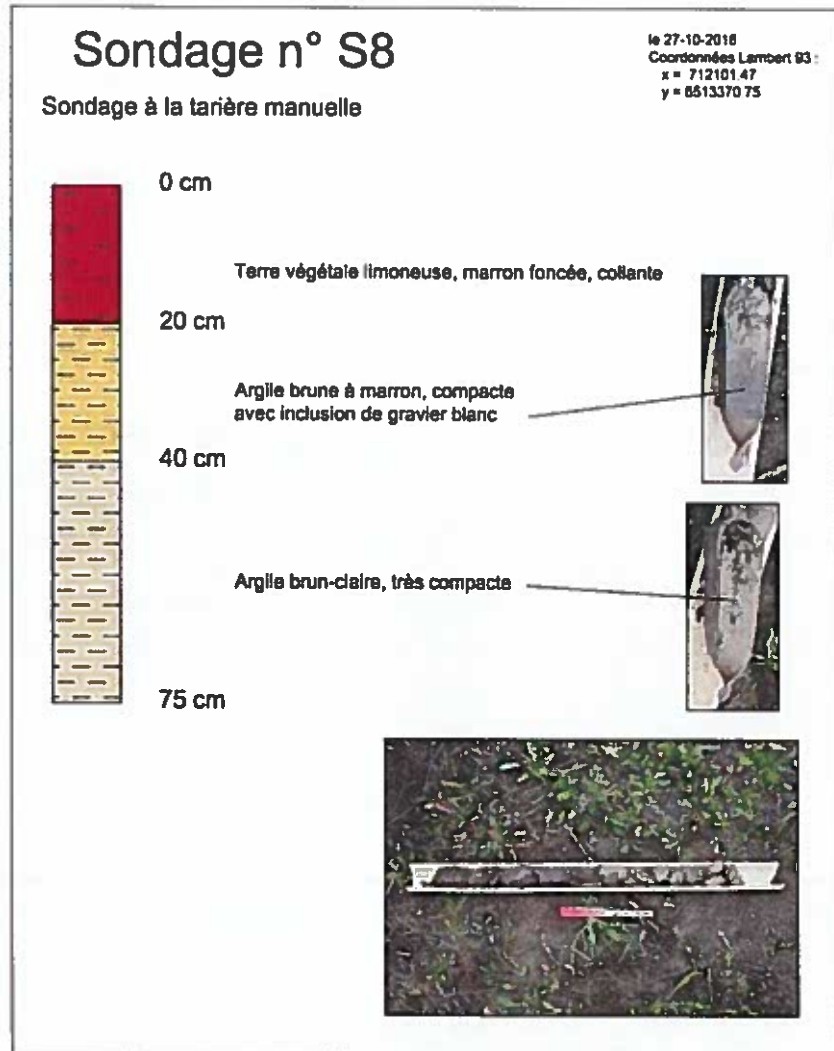 Sondage n° S8
le 27-10-2016
Coordonnées Lambert 93 :
x = 712101.47
y = 6513370.75
Sondage à la tarière manuelle
0 cm
Terre végétale limoneuse, marron foncée, collante
20 cm
Argile brune à marron, compacte
avec inclusion de gravier blanc
40 cm
Argile brun-claire, très compacte
75 cm